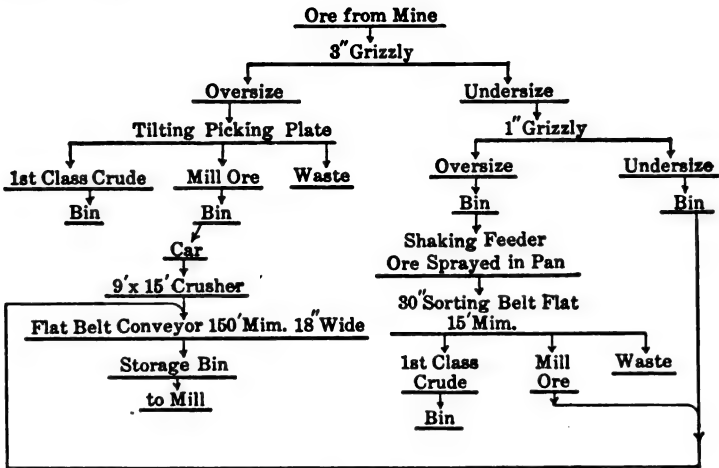 Ore from Mine
3" Grizzly
Oversize
Undersize
Tilting Picking Plate
1" Grizzly
1st Class Crude
Mill Ore
Waste
Oversize
Undersize
Bin
Bin
Bin
Bin
Car
Shaking Feeder
Ore Sprayed in Pan
9'x 15' Crusher
30" Sorting Belt Flat
15' Mim.
Flat Belt Conveyor 150' Mim. 18" Wide
Storage Bin
to Mill
1st Class
Crude
Mill
Ore
Waste
Bin